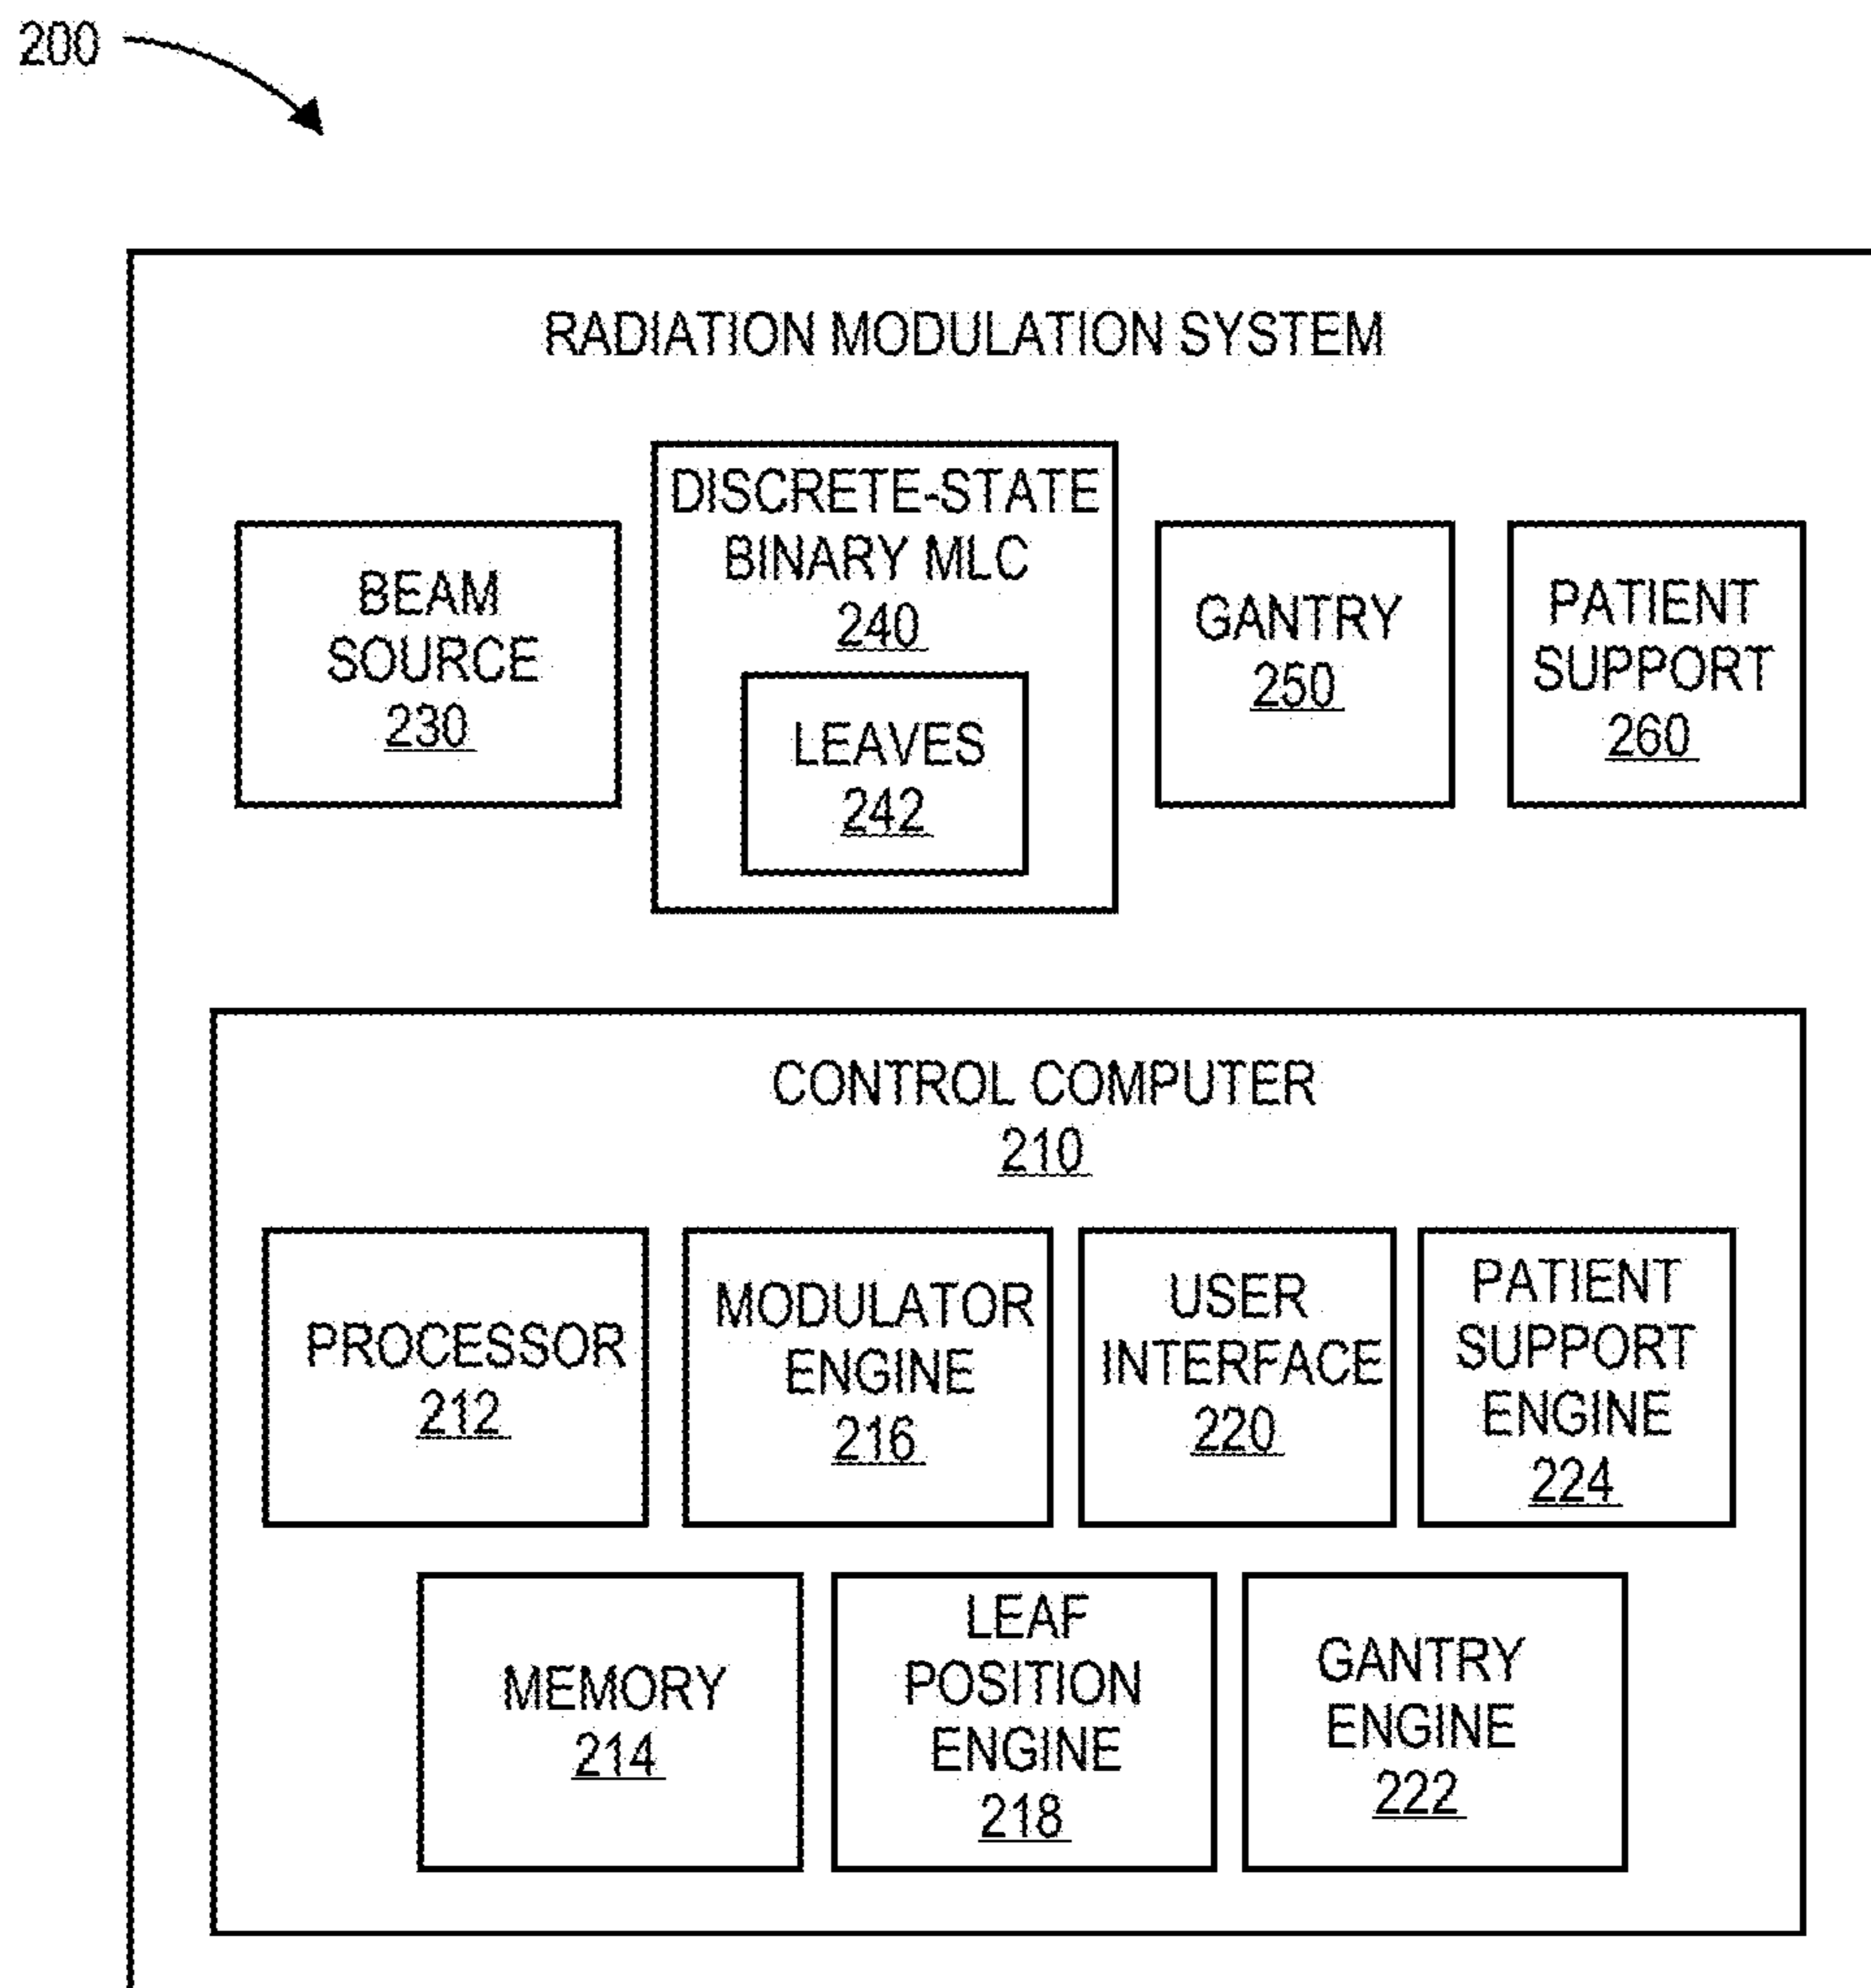 200
RADIATION MODULATION SYSTEM
BEAM
SOURCE
230
DISCRETE-STATE
BINARY MLC
240
LEAVES
242
GANTRY
250
PATIENT
SUPPORT
260
CONTROL COMPUTER
210
PROCESSOR
212
MODULATOR
ENGINE
216
USER
INTERFACE
220
PATIENT
SUPPORT
ENGINE
224
MEMORY
214
LEAF
POSITION
ENGINE
218
GANTRY
ENGINE
222